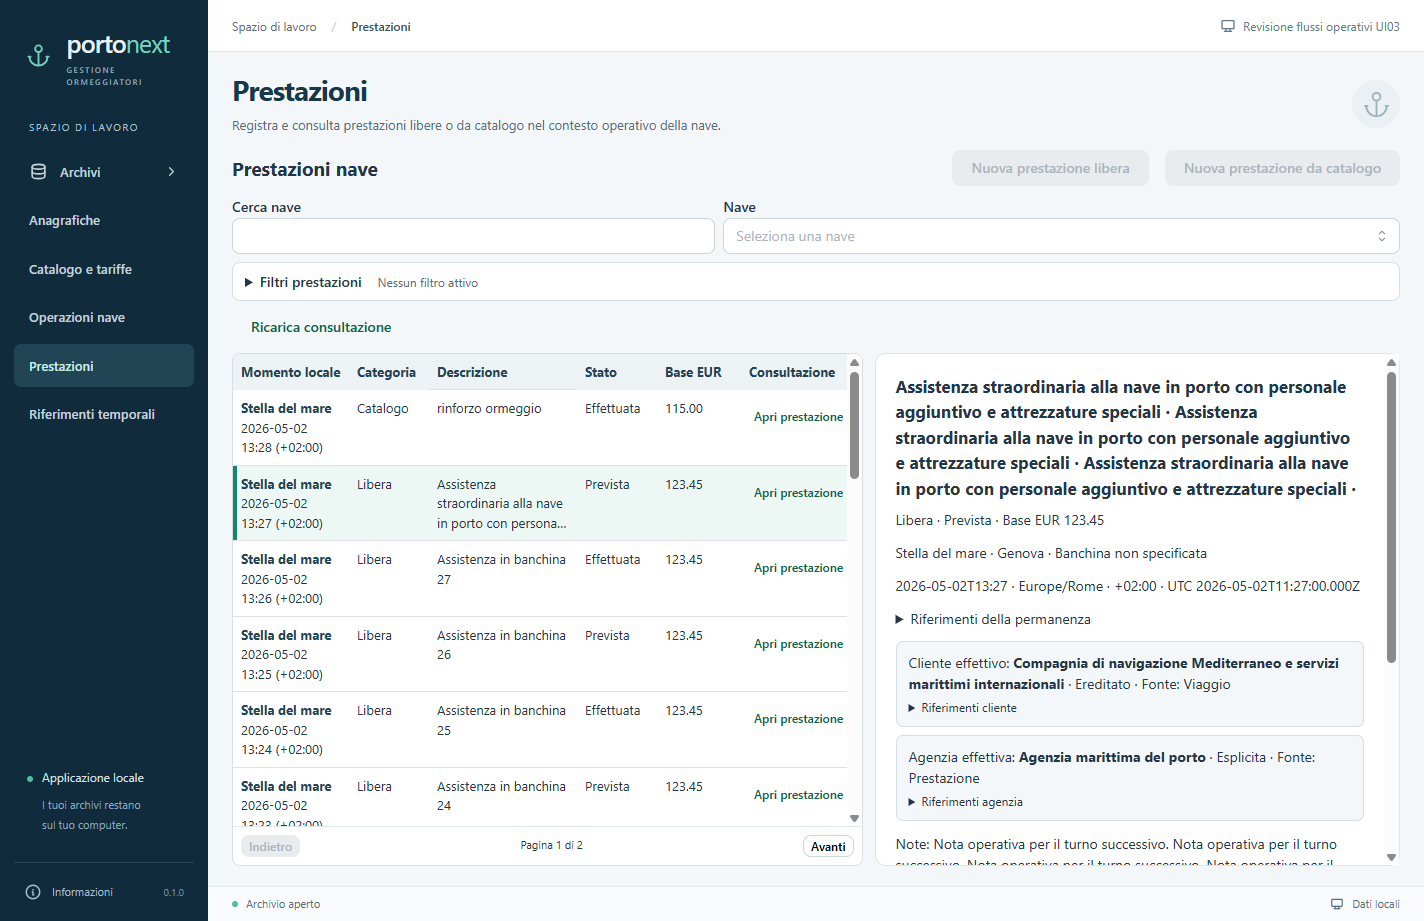 portonext
GESTIONE
ORMEGGIATORI
SPAZIO DI LAVORO
Archivi
Anagrafiche
Catalogo e tariffe
Operazioni nave
Prestazioni
Riferimenti temporali
Applicazione locale
I tuoi archivi restano
sul tuo computer.
Informazioni 0.1.0
Spazio di lavoro / Prestazioni
Revisione flussi operativi UI03
Prestazioni
Registra e consulta prestazioni libere o da catalogo nel contesto operativo della nave.
Prestazioni nave
Nuova prestazione libera
Nuova prestazione da catalogo
Cerca nave
Nave
Seleziona una nave
Filtri prestazioni Nessun filtro attivo
Ricarica consultazione
Momento locale Categoria Descrizione Stato Base EUR Consultazione
Stella del mare Catalogo rinforzo ormeggio Effettuata 115.00 Apri prestazione
2026-05-02
13:28 (+02:00)
Stella del mare Libera Assistenza Prevista 123.45 Apri prestazione
2026-05-02 straordinaria alla nave
13:27 (+02:00) in porto con persona...
Stella del mare Libera Assistenza in banchina Effettuata 123.45 Apri prestazione
2026-05-02 27
13:26 (+02:00)
Stella del mare Libera Assistenza in banchina Prevista 123.45 Apri prestazione
2026-05-02 26
13:25 (+02:00)
Stella del mare Libera Assistenza in banchina Effettuata 123.45 Apri prestazione
2026-05-02 25
13:24 (+02:00)
Stella del mare Libera Assistenza in banchina Prevista 123.45 Apri prestazione
2026-05-02 24
13:23 (+02:00)
Indietro Pagina 1 di 2 Avanti
Assistenza straordinaria alla nave in porto con personale
aggiuntivo e attrezzature speciali · Assistenza
straordinaria alla nave in porto con personale aggiuntivo
e attrezzature speciali · Assistenza straordinaria alla nave
in porto con personale aggiuntivo e attrezzature speciali ·
Libera · Prevista · Base EUR 123.45
Stella del mare · Genova · Banchina non specificata
2026-05-02T13:27 · Europe/Rome · +02:00 · UTC 2026-05-02T11:27:00.000Z
Riferimenti della permanenza
Cliente effettivo: Compagnia di navigazione Mediterraneo e servizi
marittimi internazionali · Ereditato · Fonte: Viaggio
Riferimenti cliente
Agenzia effettiva: Agenzia marittima del porto · Esplicita · Fonte:
Prestazione
Riferimenti agenzia
Note: Nota operativa per il turno successivo. Nota operativa per il turno
successivo. Nota operativa per il turno successivo. Nota operativa per il
Archivio aperto
Dati locali